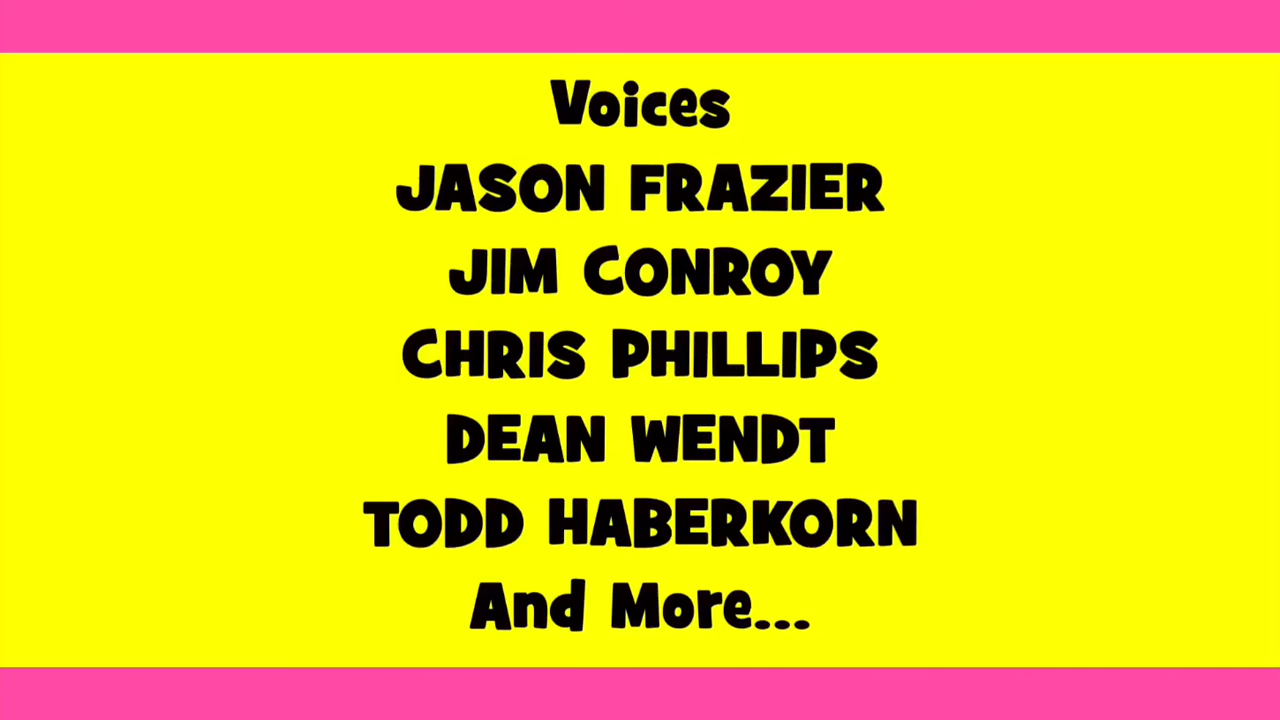 Voices
JASON FRAZIER
JIM CONROY
CHRIS PHILLIPS
DEAN WENDT
TODD HABERKORN
And More...